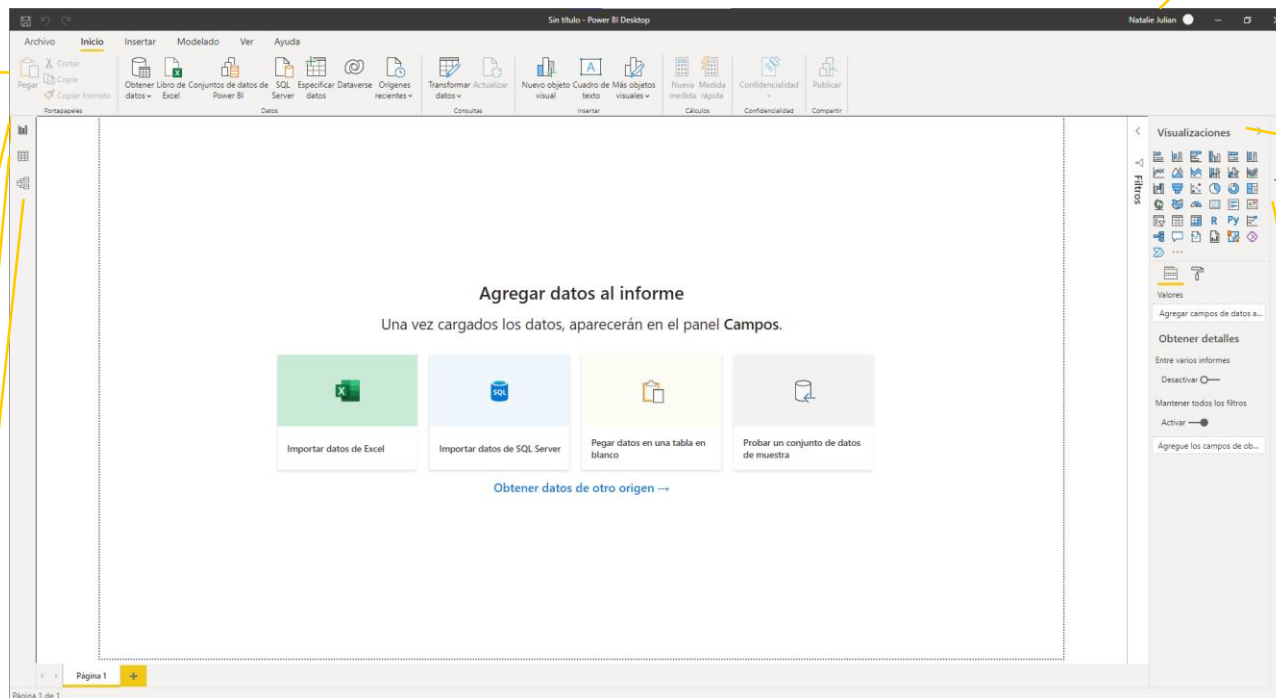 Sin título - Power BI Desktop
Natalie Julian
Archivo Inicio Insertar Modelado Ver Ayuda
Pegar
Cortar
Copia
Copiar formato
Portapapeles
Obtener datos
Libro de Excel
Conjuntos de datos de Power BI
SQL Server
Especificar datos
Dataverse
Orígenes recientes
Datos
Transformar datos
Actualizar
Consultas
Nuevo objeto visual
Cuadro de texto
Más objetos visuales
Insertar
Nueva medida
Medida rápida
Cálculos
Confidencialidad
Confidencialidad
Publicar
Compartir
Agregar datos al informe
Una vez cargados los datos, aparecerán en el panel Campos.
SQL
Importar datos de Excel
Importar datos de SQL Server
Pegar datos en una tabla en
blanco
Probar un conjunto de datos
de muestra
Obtener datos de otro origen →
Filtros
Visualizaciones
R Py
...
Valores
Agregar campos de datos a...
Obtener detalles
Entre varios informes
Desactivar
Mantener todos los filtros
Activar
Agregue los campos de ob...
Página 1 +
Página 1 de 1